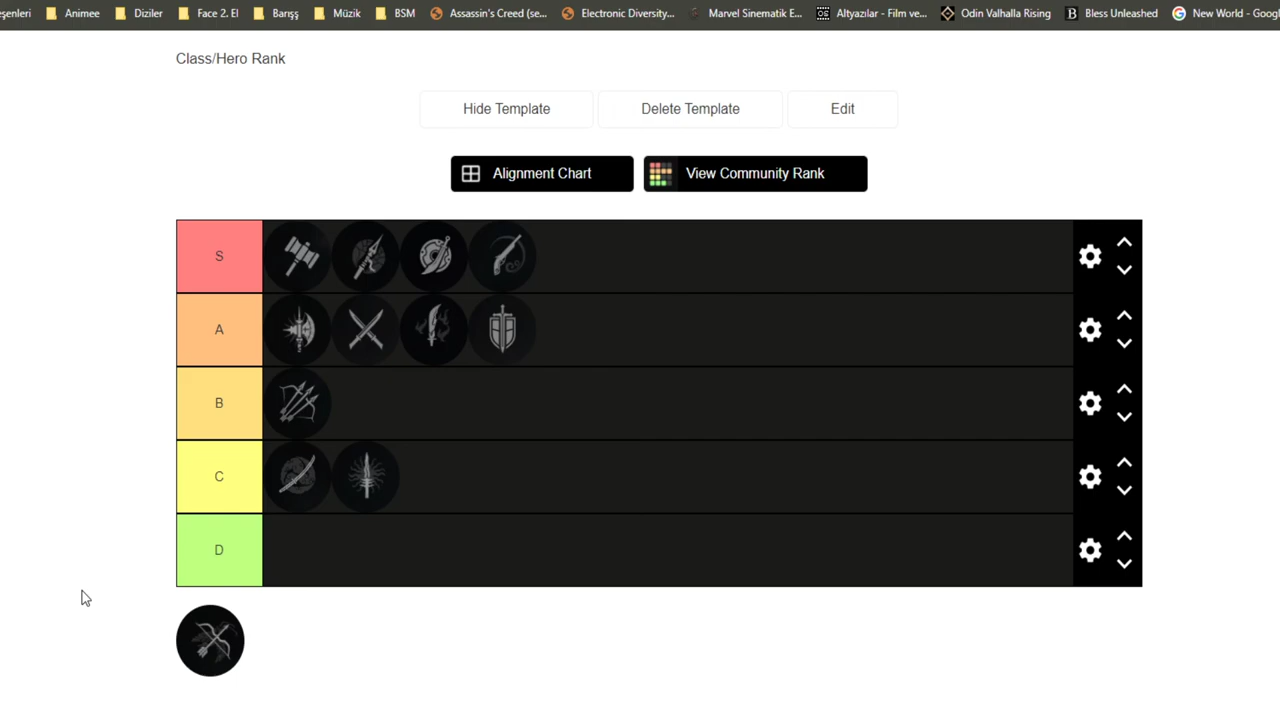 şenleri Animee Diziler Face 2. El Barışş Müzik BSM Assassin's Creed (se... Electronic Diversity... Marvel Sinematik E... Altyazılar - Film ve... Odin Valhalla Rising Bless Unleashed New World - Googl
Class/Hero Rank
Hide Template Delete Template Edit
Alignment Chart View Community Rank
S
A
B
C
D